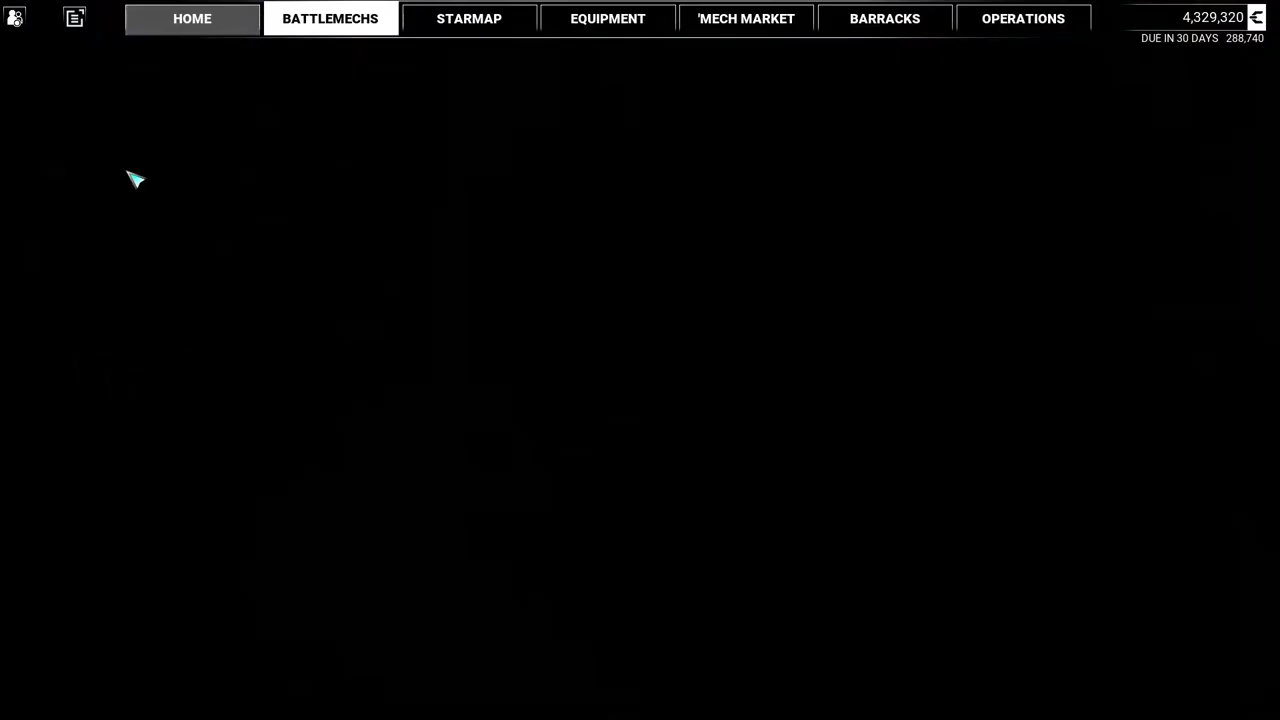 HOME
BATTLEMECHS
STARMAP
EQUIPMENT
'MECH MARKET
BARRACKS
OPERATIONS
4,329,320
DUE IN 30 DAYS 288,740